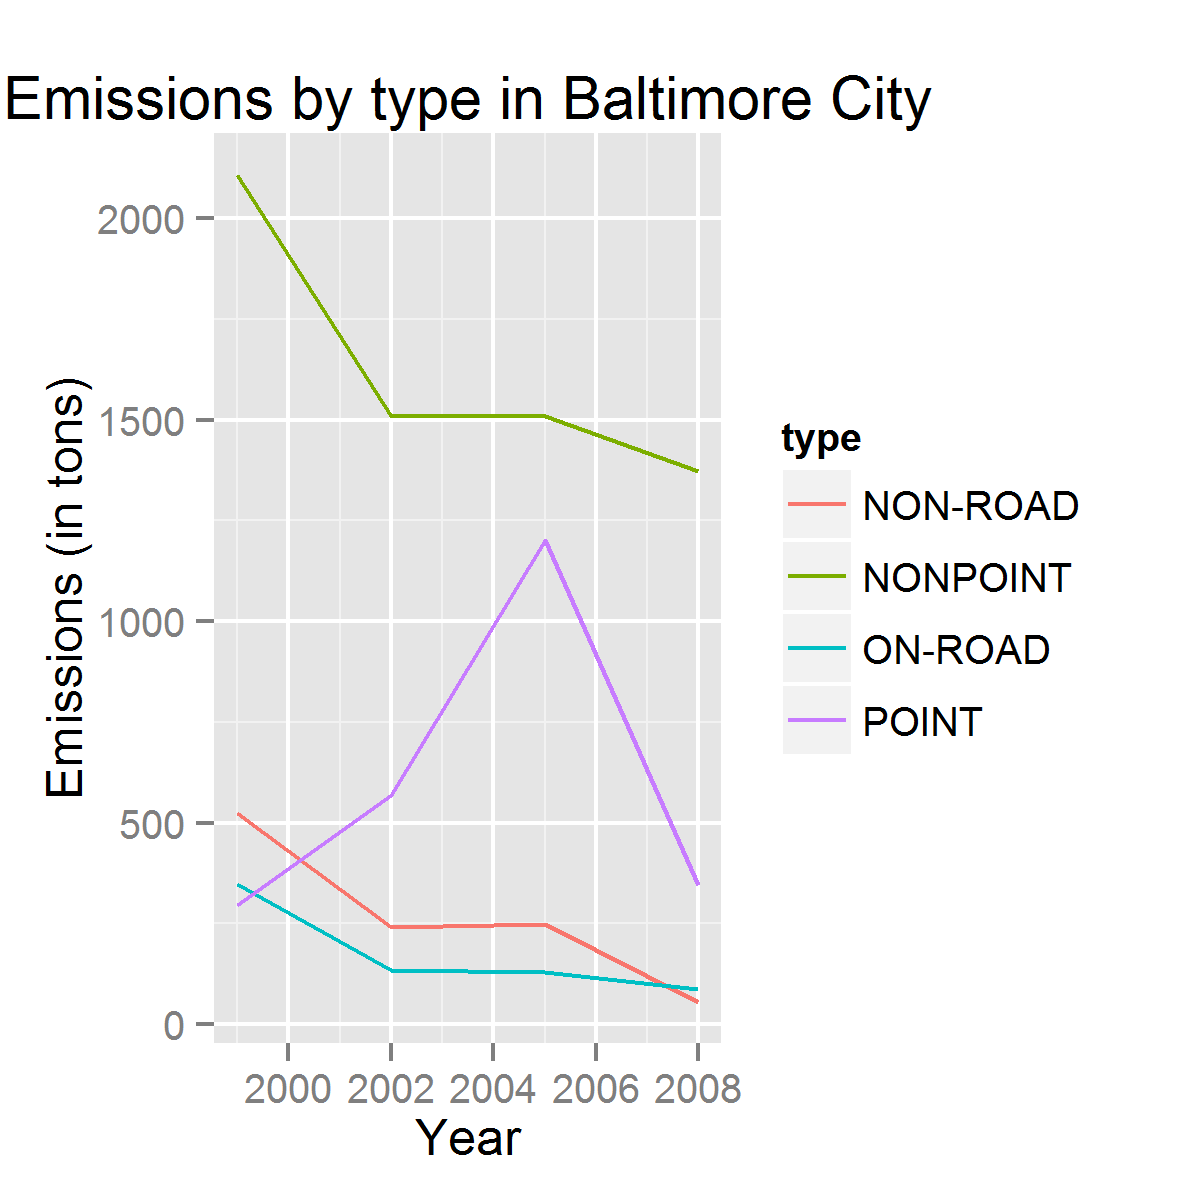 Emissions by type in Baltimore City
Emissions (in tons)
2000
1500
1000
500
0
2000 2002 2004 2006 2008
Year
type
NON-ROAD
NONPOINT
ON-ROAD
POINT